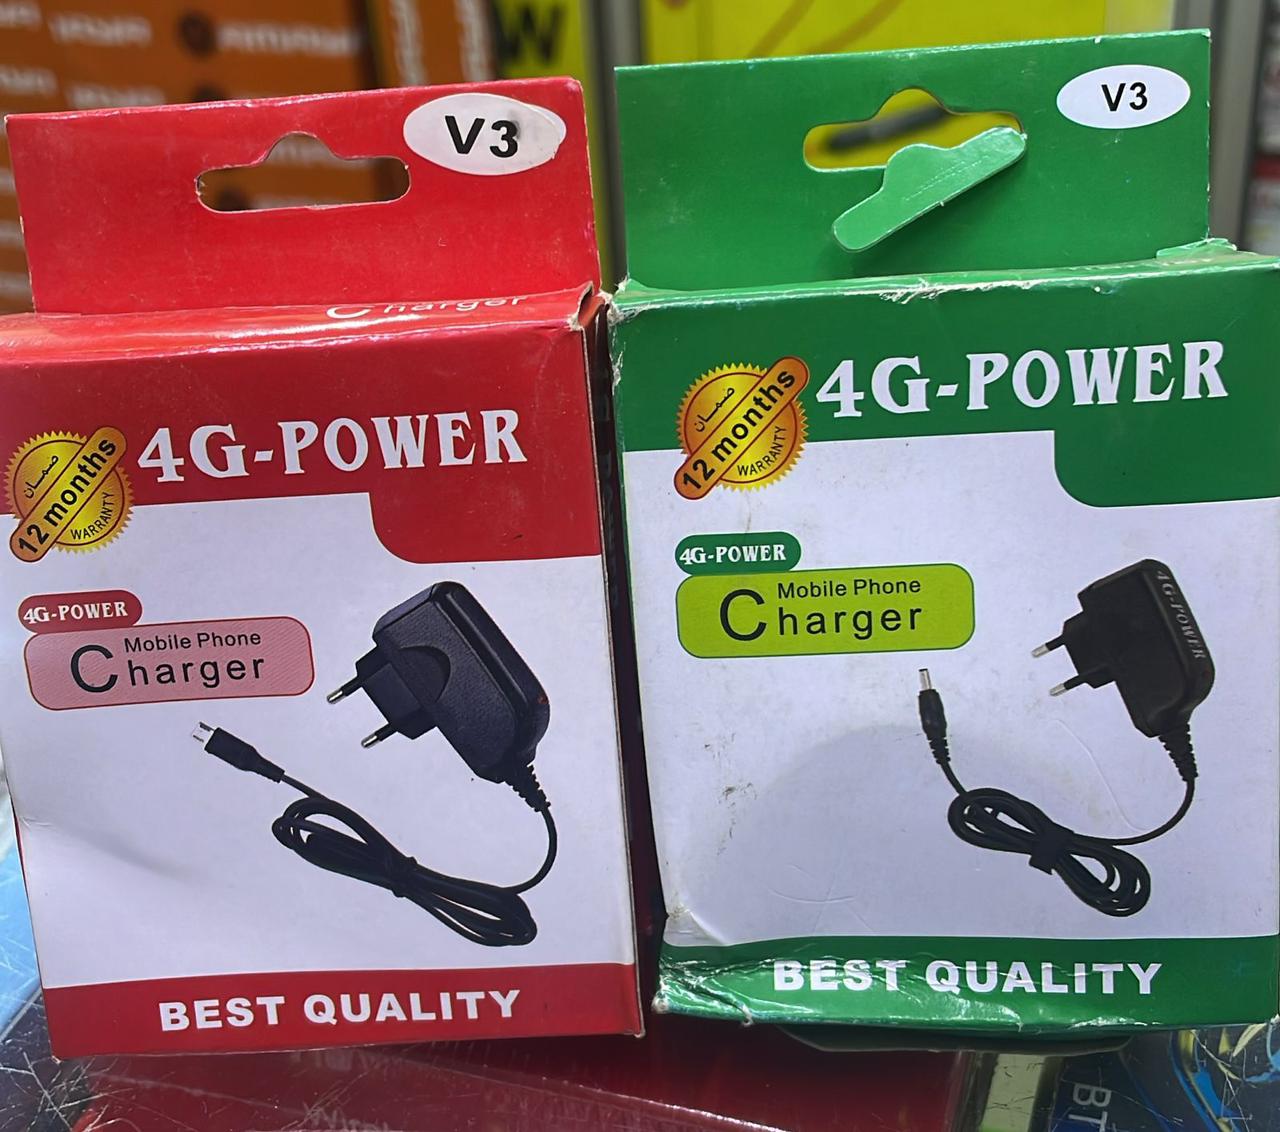 V3
Charger
4G-POWER
ضمان
12 months
WARRANTY
4G-POWER
Mobile Phone
Charger
BEST QUALITY
V3
4G-POWER
ضمان
12 months
WARRANTY
4G-POWER
Mobile Phone
Charger
4G-POWER
BEST QUALITY
W
BT